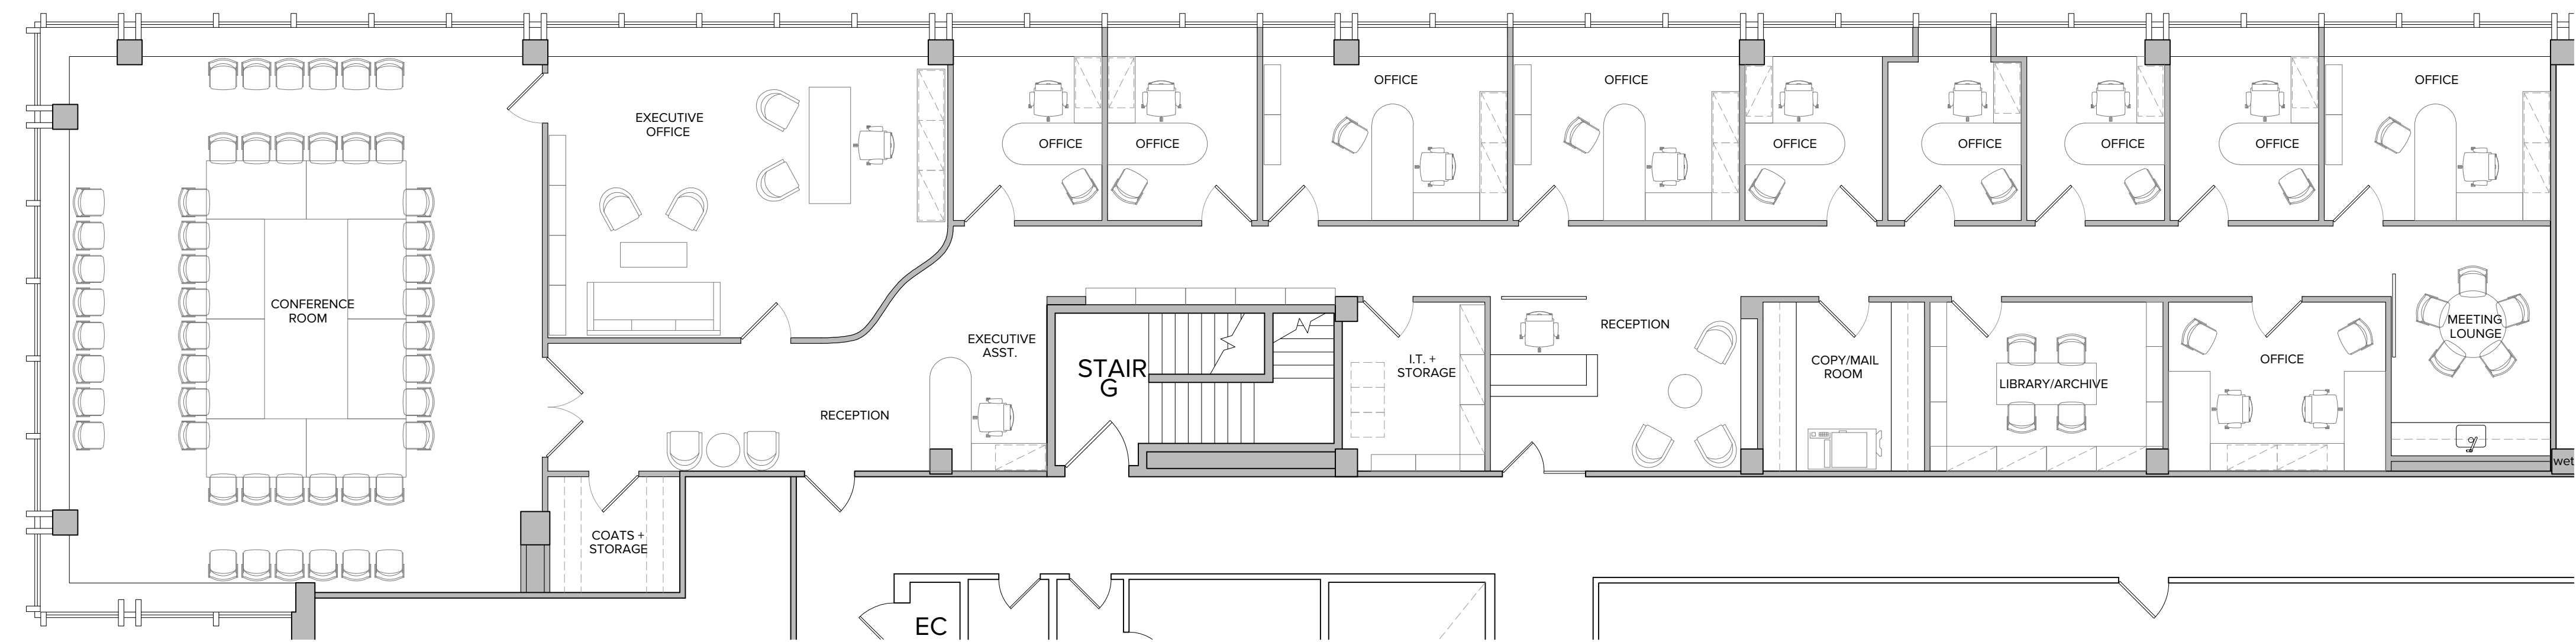 OFFICE
OFFICE
OFFICE
EXECUTIVE
OFFICE
OFFICE
OFFICE
OFFICE
OFFICE
OFFICE
OFFICE
CONFERENCE
ROOM
RECEPTION
MEETING
LOUNGE
EXECUTIVE
ASST.
STAIR
G
I.T. +
STORAGE
COPY/MAIL
ROOM
OFFICE
LIBRARY/ARCHIVE
RECEPTION
wet
COATS +
STORAGE
EC